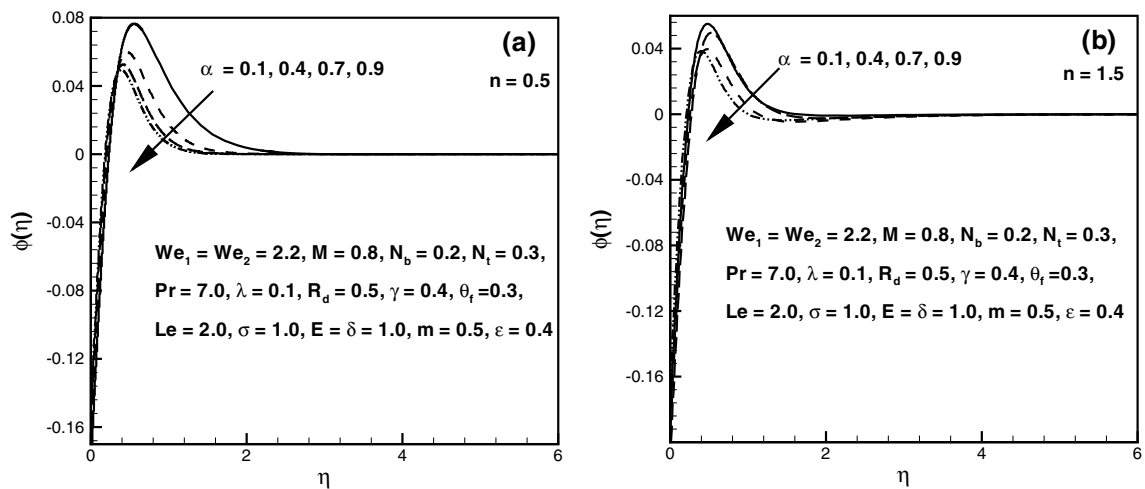 0.08
(a)
α = 0.1, 0.4, 0.7, 0.9
n = 0.5
0.04
0
-0.04
ϕ(η)
We₁ = We₂ = 2.2, M = 0.8, N_b = 0.2, N_t = 0.3,
-0.08
Pr = 7.0, λ = 0.1, R_d = 0.5, γ = 0.4, θ_f =0.3,
Le = 2.0, σ = 1.0, E = δ = 1.0, m = 0.5, ε = 0.4
-0.12
-0.16
0 2 4 6
η
(b)
0.04
α = 0.1, 0.4, 0.7, 0.9
n = 1.5
0
-0.04
ϕ(η)
We₁ = We₂ = 2.2, M = 0.8, N_b = 0.2, N_t = 0.3,
-0.08
Pr = 7.0, λ = 0.1, R_d = 0.5, γ = 0.4, θ_f =0.3,
Le = 2.0, σ = 1.0, E = δ = 1.0, m = 0.5, ε = 0.4
-0.12
-0.16
0 2 4 6
η